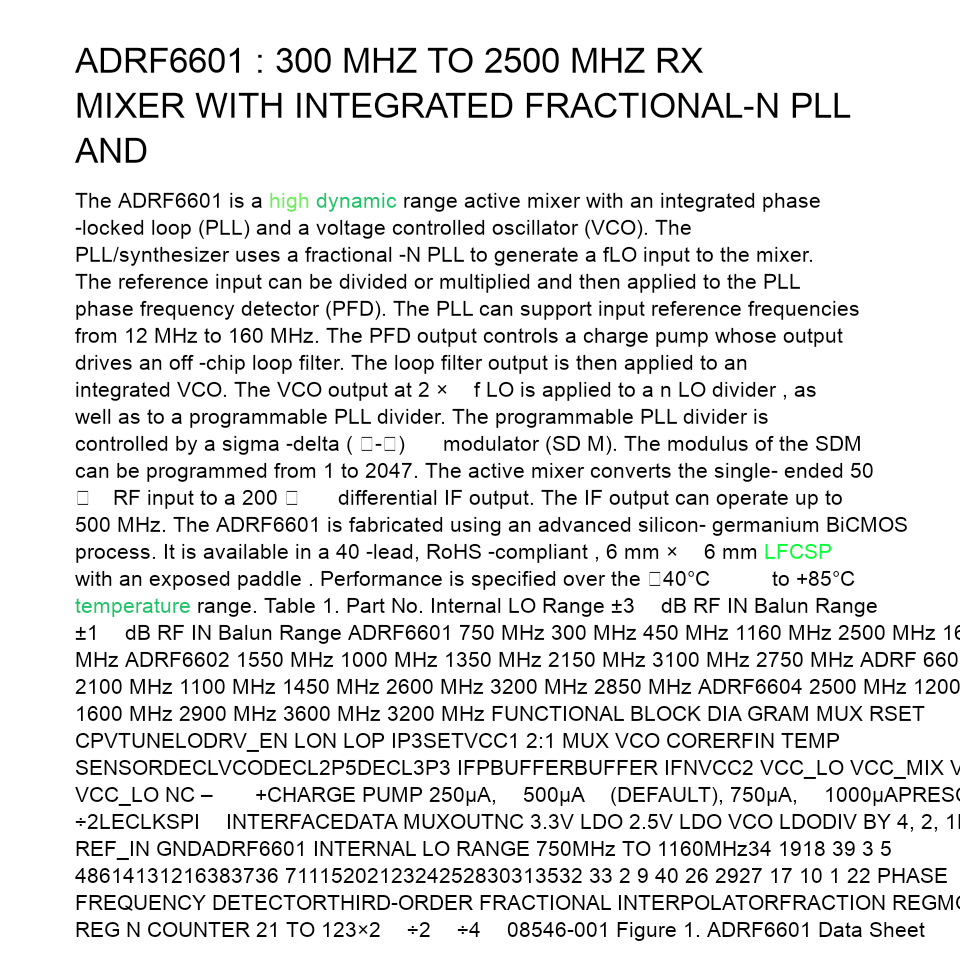 ADRF6601 : 300 MHZ TO 2500 MHZ RX
MIXER WITH INTEGRATED FRACTIONAL-N PLL
AND
The ADRF6601 is a high dynamic range active mixer with an integrated phase
-locked loop (PLL) and a voltage controlled oscillator (VCO). The
PLL/synthesizer uses a fractional -N PLL to generate a fLO input to the mixer.
The reference input can be divided or multiplied and then applied to the PLL
phase frequency detector (PFD). The PLL can support input reference frequencies
from 12 MHz to 160 MHz. The PFD output controls a charge pump whose output
drives an off -chip loop filter. The loop filter output is then applied to an
integrated VCO. The VCO output at 2 × f LO is applied to a n LO divider , as
well as to a programmable PLL divider. The programmable PLL divider is
controlled by a sigma -delta ( □-□) modulator (SD M). The modulus of the SDM
can be programmed from 1 to 2047. The active mixer converts the single- ended 50
□ RF input to a 200 □ differential IF output. The IF output can operate up to
500 MHz. The ADRF6601 is fabricated using an advanced silicon- germanium BiCMOS
process. It is available in a 40 -lead, RoHS -compliant , 6 mm × 6 mm LFCSP
with an exposed paddle . Performance is specified over the □40°C to +85°C
temperature range. Table 1. Part No. Internal LO Range ±3 dB RF IN Balun Range
±1 dB RF IN Balun Range ADRF6601 750 MHz 300 MHz 450 MHz 1160 MHz 2500 MHz
MHz ADRF6602 1550 MHz 1000 MHz 1350 MHz 2150 MHz 3100 MHz 2750 MHz ADRF 660
2100 MHz 1100 MHz 1450 MHz 2600 MHz 3200 MHz 2850 MHz ADRF6604 2500 MHz 1200
1600 MHz 2900 MHz 3600 MHz 3200 MHz FUNCTIONAL BLOCK DIA GRAM MUX RSET
CPVTUNELODRV_EN LON LOP IP3SETVCC1 2:1 MUX VCO CORERFIN TEMP
SENSORDECLVCODECL2P5DECL3P3 IFPBUFFERBUFFER IFNVCC2 VCC_LO VCC_MIX
VCC_LO NC – +CHARGE PUMP 250µA, 500µA (DEFAULT), 750µA, 1000µAPRESC
÷2LECLKSPI INTERFACEDATA MUXOUTNC 3.3V LDO 2.5V LDO VCO LDODIV BY 4, 2, 1
REF_IN GNDADRF6601 INTERNAL LO RANGE 750MHz TO 1160MHz34 1918 39 3 5
48614131216383736 7111520212324252830313532 33 2 9 40 26 2927 17 10 1 22 PHASE
FREQUENCY DETECTORTHIRD-ORDER FRACTIONAL INTERPOLATORFRACTION REGMO
REG N COUNTER 21 TO 123×2 ÷2 ÷4 08546-001 Figure 1. ADRF6601 Data Sheet